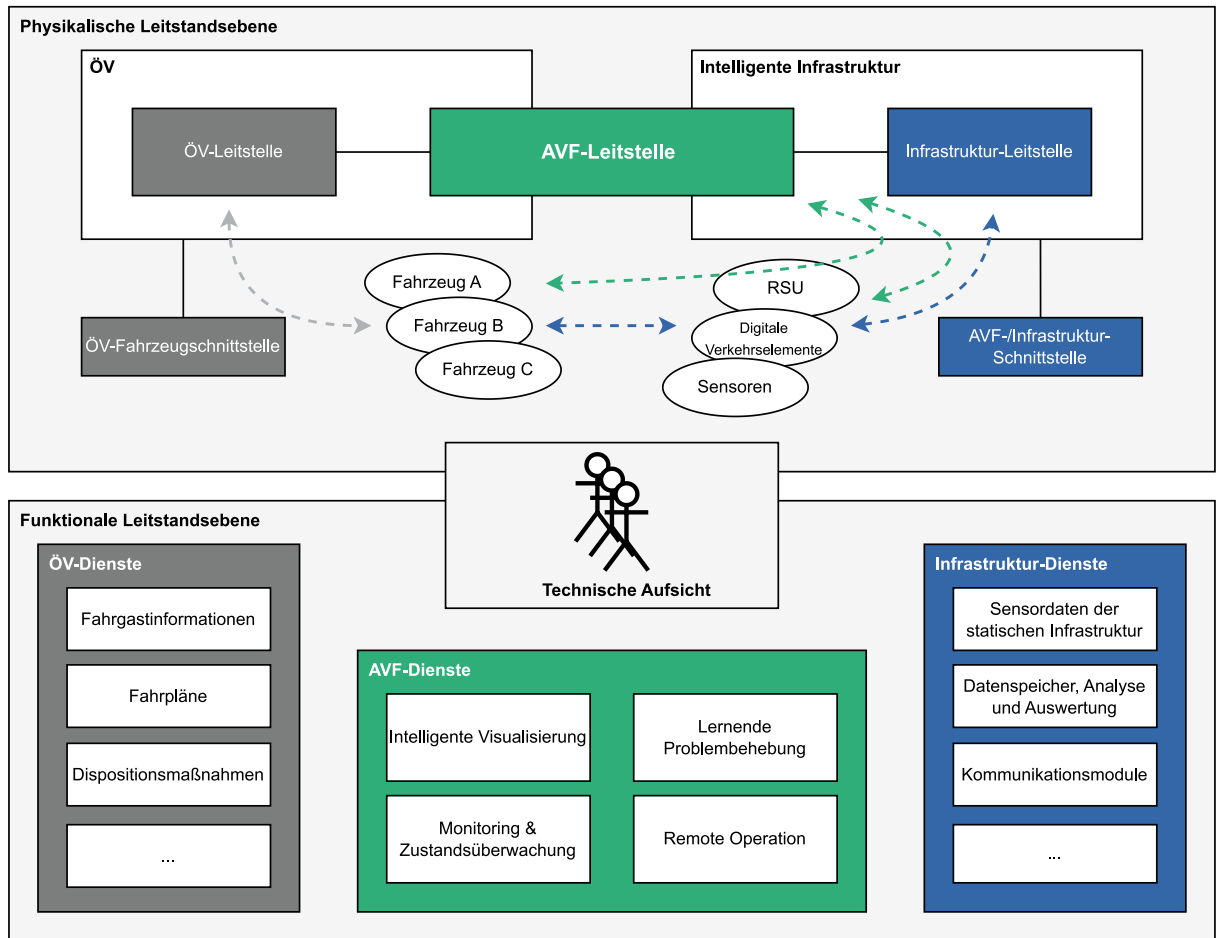 Physikalische Leitstandsebene
ÖV
Intelligente Infrastruktur
ÖV-Leitstelle
AVF-Leitstelle
Infrastruktur-Leitstelle
Fahrzeug A
Fahrzeug B
Fahrzeug C
RSU
Digitale
Verkehrselemente
Sensoren
ÖV-Fahrzeugschnittstelle
AVF-/Infrastruktur-
Schnittstelle
Technische Aufsicht
Funktionale Leitstandsebene
ÖV-Dienste
Fahrgastinformationen
Fahrpläne
Dispositionsmaßnahmen
...
AVF-Dienste
Intelligente Visualisierung
Lernende
Problembehebung
Monitoring &
Zustandsüberwachung
Remote Operation
Infrastruktur-Dienste
Sensordaten der
statischen Infrastruktur
Datenspeicher, Analyse
und Auswertung
Kommunikationsmodule
...